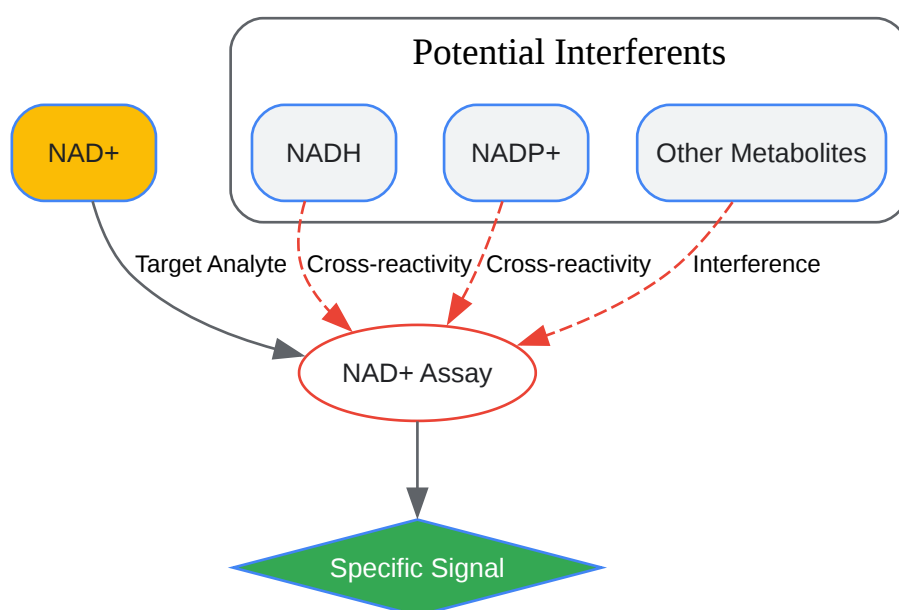 Potential Interferents
NAD+
NADH
NADP+
Other Metabolites
Target Analyte
Cross-reactivity
Cross-reactivity
Interference
NAD+ Assay
Specific Signal